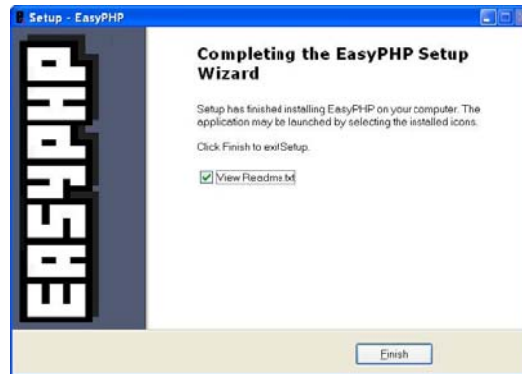 Setup - EasyPHP
EASYPHP
Completing the EasyPHP Setup
Wizard
Setup has finished installing EasyPHP on your computer. The
application may be launched by selecting the installed icons.
Click Finish to exit Setup.
View Readme.txt
Finish